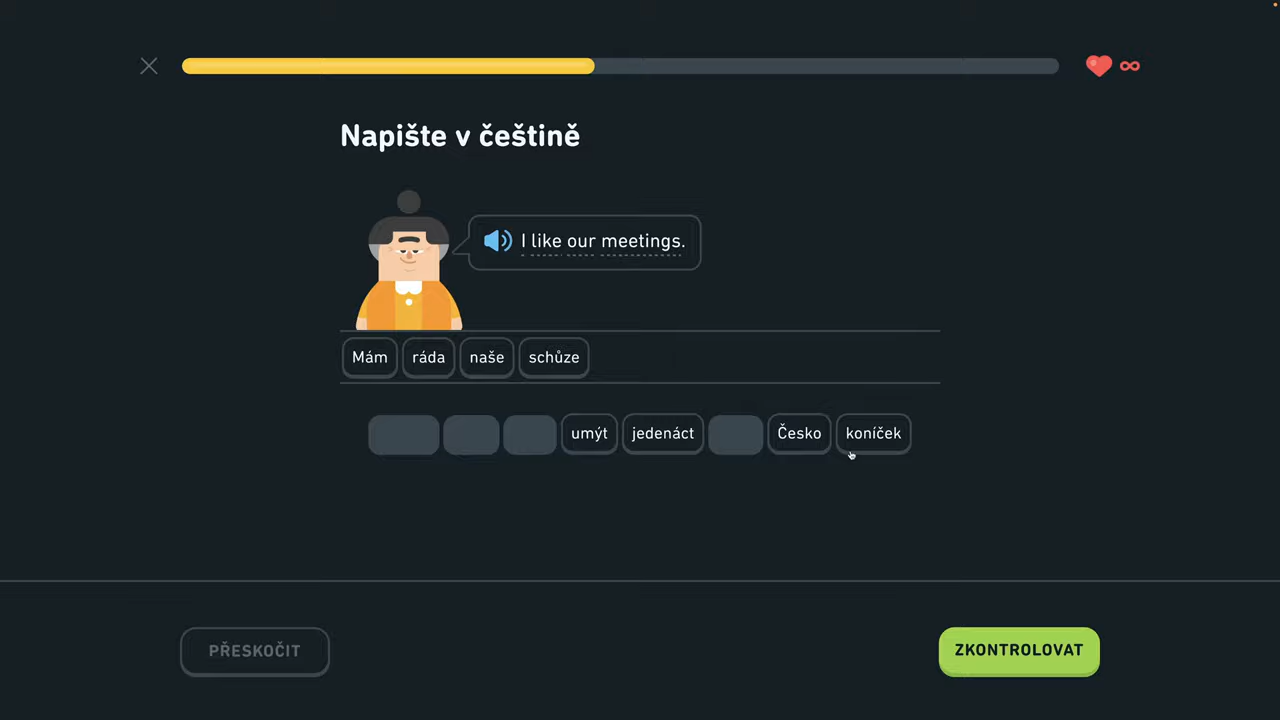 ∞
Napište v češtině
I like our meetings.
Mám ráda naše schůze
umýt jedenáct Česko koníček
PŘESKOČIT ZKONTROLOVAT